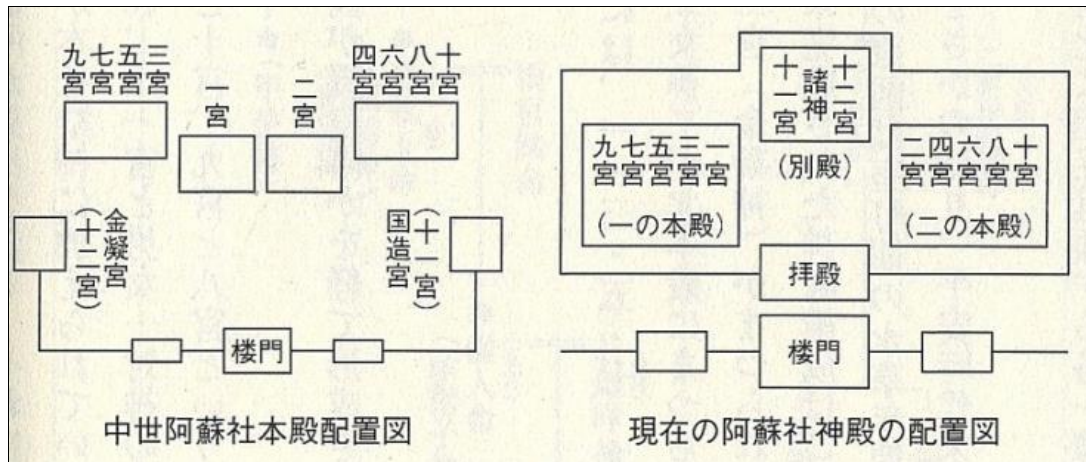 三宮
五宮
七宮
九宮
一宮
二宮
十宮
八宮
六宮
四宮
金凝宮
(十二宮)
(十一宮)
国造宮
楼門
中世阿蘇社本殿配置図
十二宮
諸神
十一宮
(別殿)
一宮
三宮
五宮
七宮
九宮
(一の本殿)
十宮
八宮
六宮
四宮
二宮
(二の本殿)
拝殿
楼門
現在の阿蘇社神殿の配置図